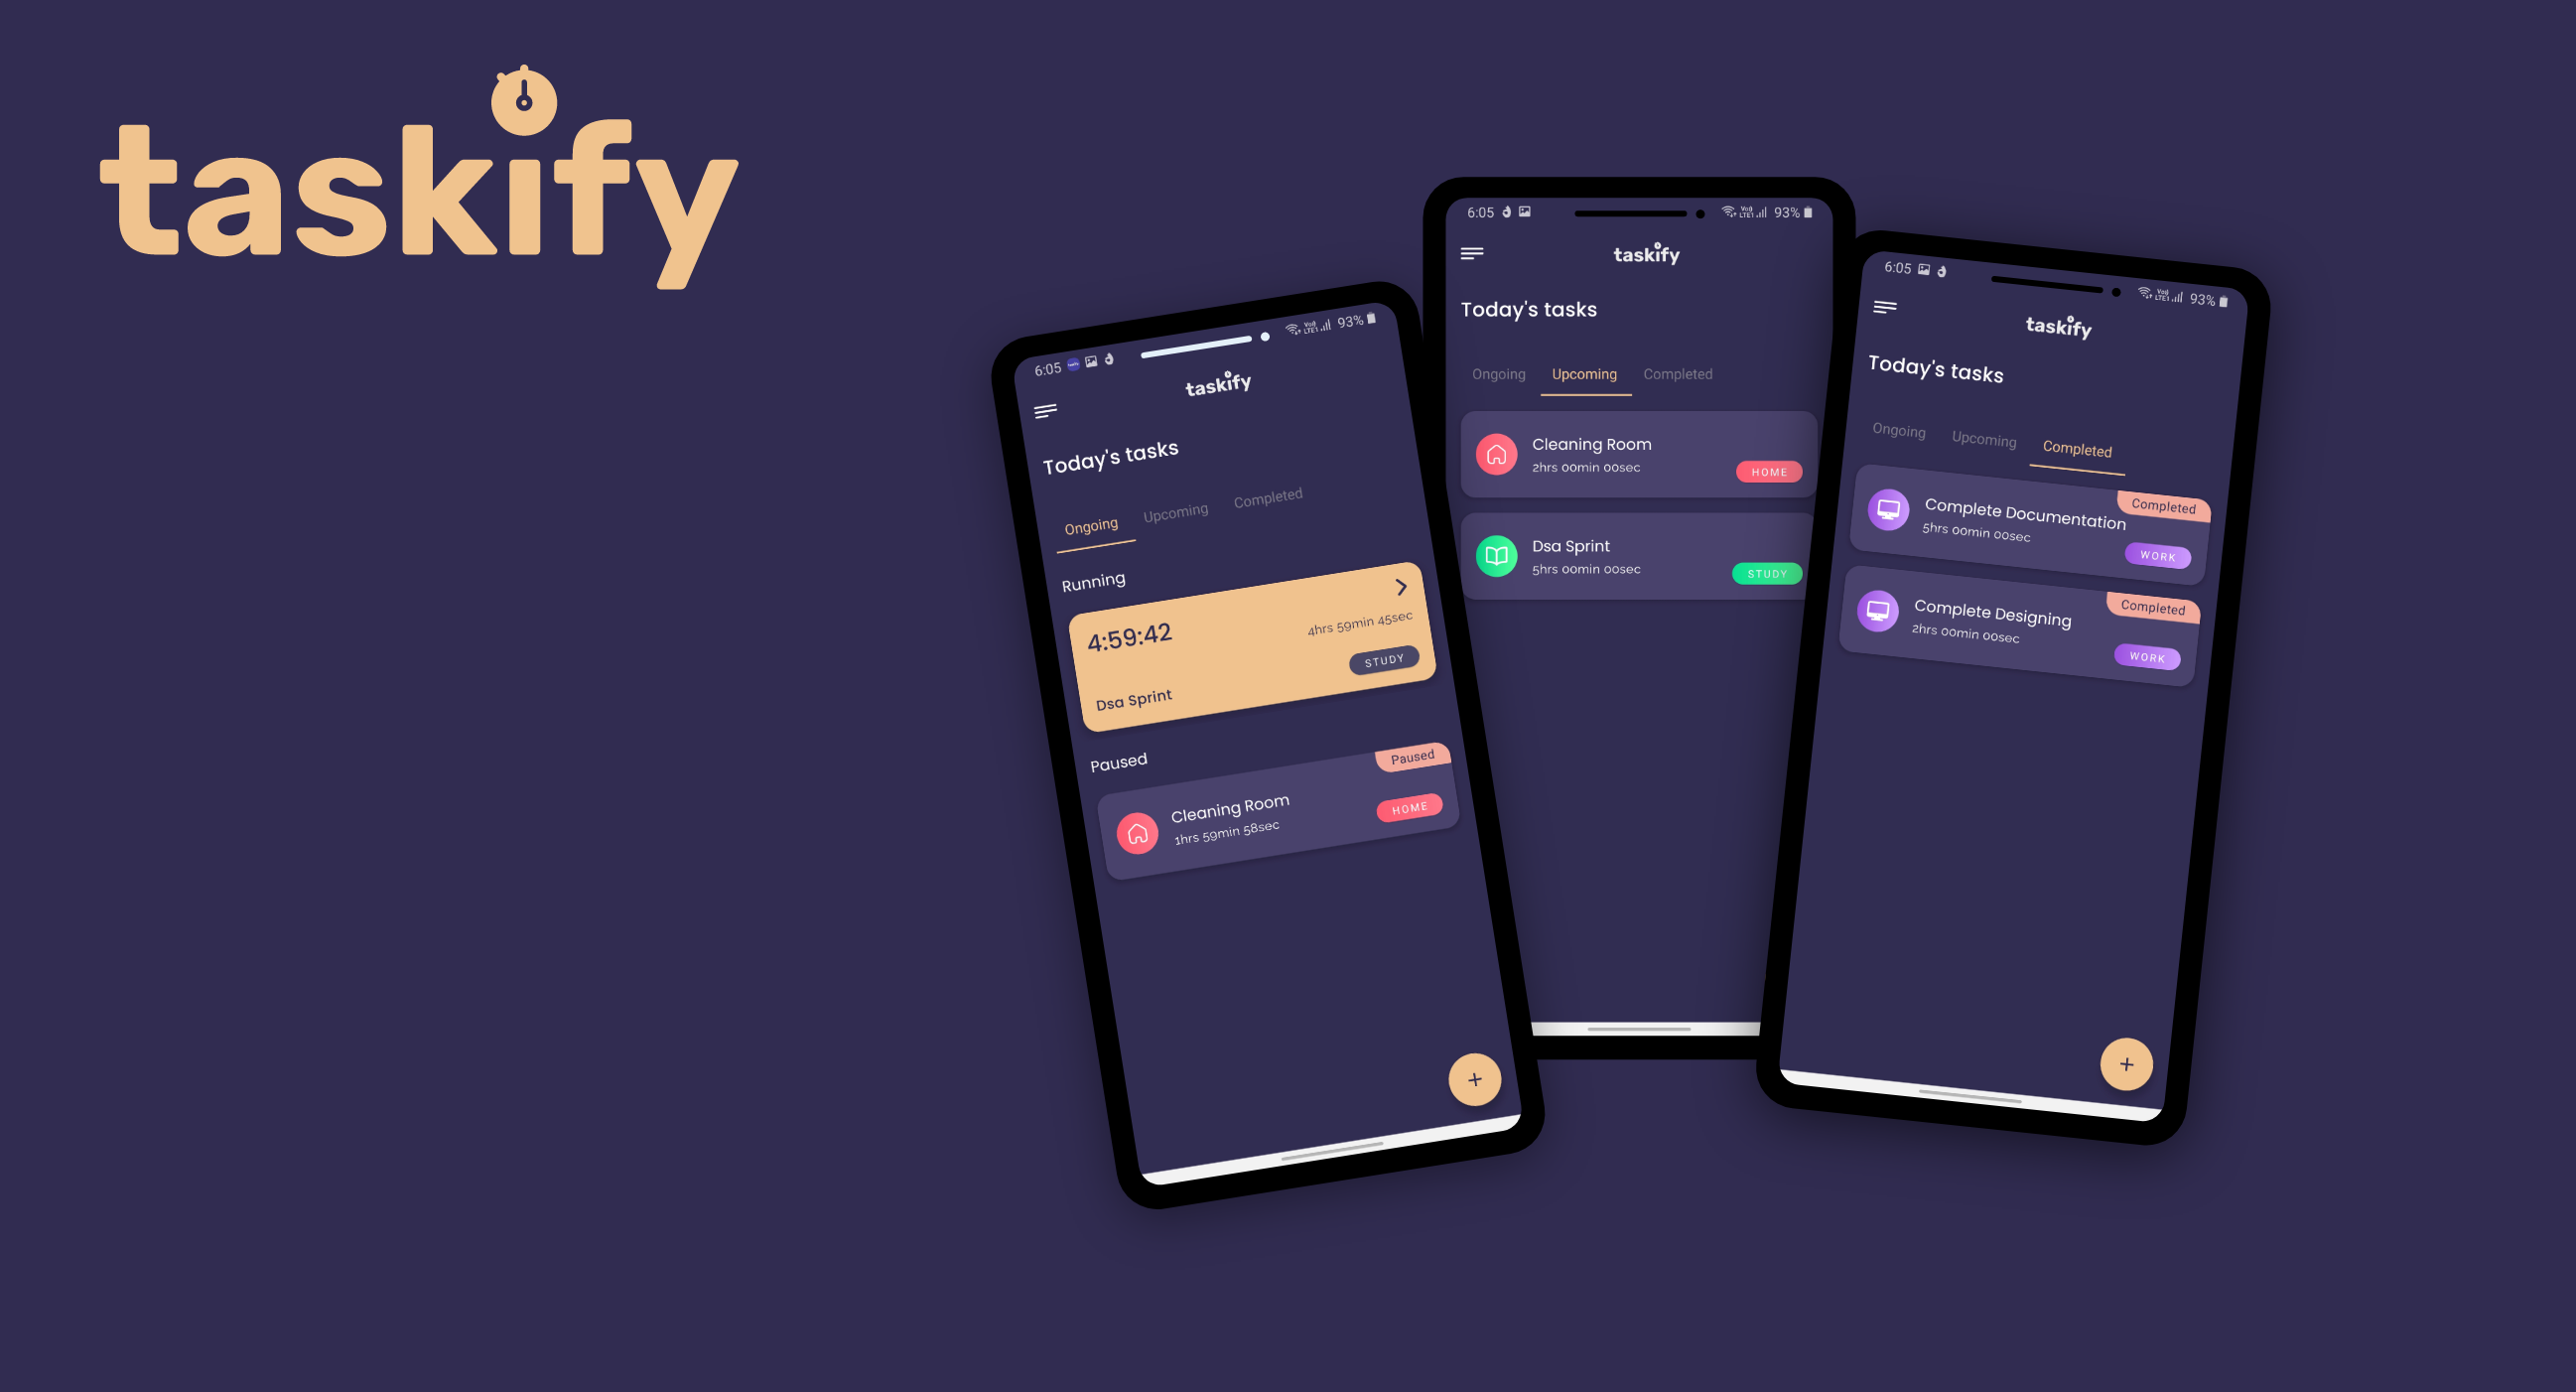 taskify
6:05 93%
taskify
Today's tasks
Ongoing Upcoming Completed
Running
4:59:42
4hrs 59min 45sec
STUDY
Dsa Sprint
Paused
Paused
Cleaning Room
1hrs 59min 58sec
HOME
+
6:05 93%
taskify
Today's tasks
Ongoing Upcoming Completed
Cleaning Room
2hrs 00min 00sec
HOME
Dsa Sprint
5hrs 00min 00sec
STUDY
6:05 93%
taskify
Today's tasks
Ongoing Upcoming Completed
Completed
Complete Documentation
5hrs 00min 00sec
WORK
Completed
Complete Designing
2hrs 00min 00sec
WORK
+